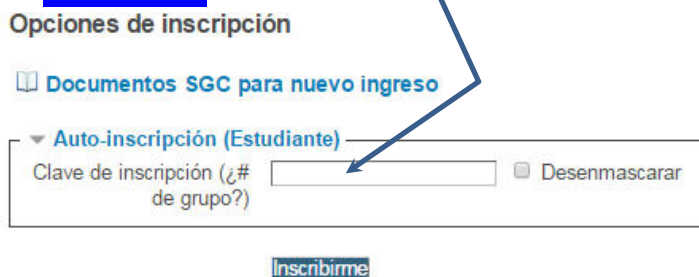 Opciones de inscripción
Documentos SGC para nuevo ingreso
Auto-inscripción (Estudiante)
Clave de inscripción (¿# Desenmascarar
de grupo?)
Inscribirme